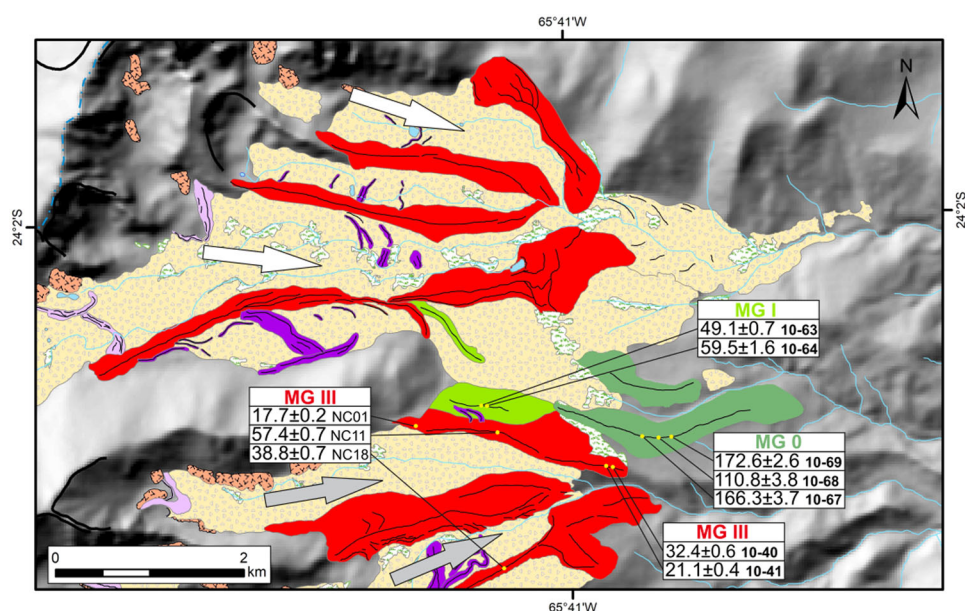 65°41'W
N
24°2'S
24°2'S
MG I
49.1±0.7 10-63
59.5±1.6 10-64
MG III
17.7±0.2 NC01
57.4±0.7 NC11
38.8±0.7 NC18
MG 0
172.6±2.6 10-69
110.8±3.8 10-68
166.3±3.7 10-67
MG III
32.4±0.6 10-40
21.1±0.4 10-41
0 2
km
65°41'W